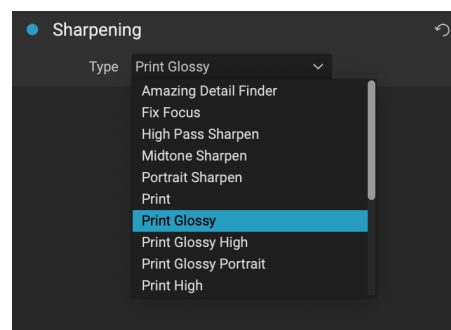 Sharpening
Type Print Glossy
Amazing Detail Finder
Fix Focus
High Pass Sharpen
Midtone Sharpen
Portrait Sharpen
Print
Print Glossy
Print Glossy High
Print Glossy Portrait
Print High